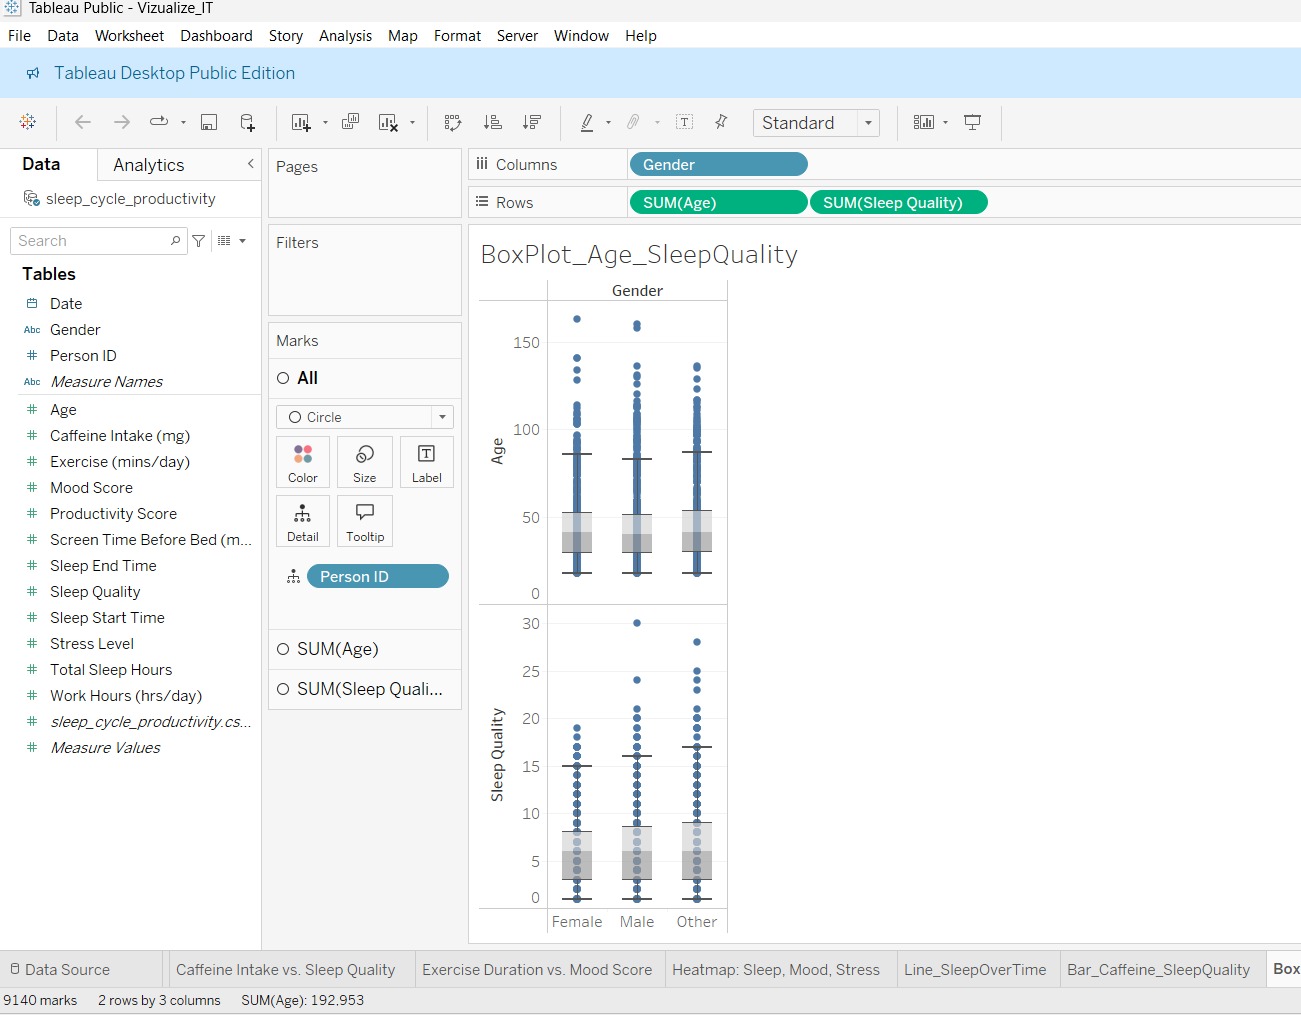 Tableau Public - Vizualize_IT
File Data Worksheet Dashboard Story Analysis Map Format Server Window Help
Tableau Desktop Public Edition
Standard
Data Analytics
sleep_cycle_productivity
Search
Tables
Date
Abc Gender
Person ID
Abc Measure Names
Age
Caffeine Intake (mg)
Exercise (mins/day)
Mood Score
Productivity Score
Screen Time Before Bed (m...
Sleep End Time
Sleep Quality
Sleep Start Time
Stress Level
Total Sleep Hours
Work Hours (hrs/day)
sleep_cycle_productivity.cs...
Measure Values
Pages
Filters
Marks
All
Circle
Color Size Label
Detail Tooltip
Person ID
SUM(Age)
SUM(Sleep Quali...
Columns Gender
Rows SUM(Age) SUM(Sleep Quality)
BoxPlot_Age_SleepQuality
Gender
Age
150
100
50
0
Sleep Quality
30
25
20
15
10
5
0
Female Male Other
Data Source Caffeine Intake vs. Sleep Quality Exercise Duration vs. Mood Score Heatmap: Sleep, Mood, Stress Line_SleepOverTime Bar_Caffeine_SleepQuality Box
9140 marks 2 rows by 3 columns SUM(Age): 192,953